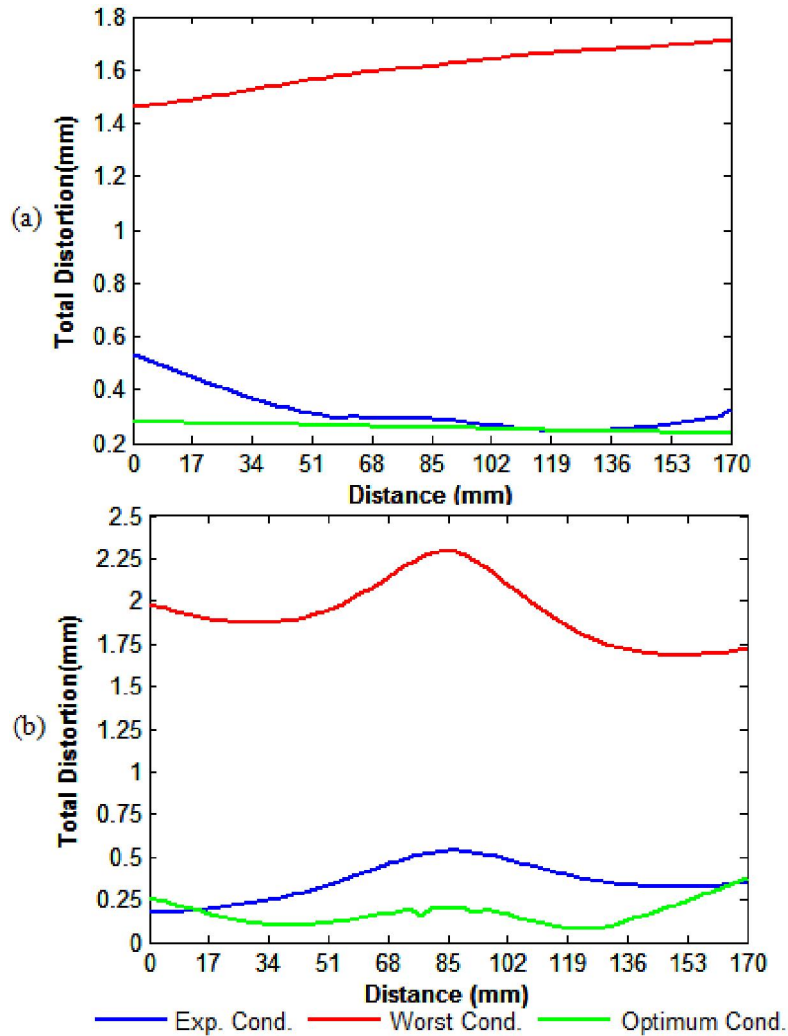 (a)
Total Distortion(mm)
1.8
1.6
1.4
1.2
1
0.8
0.6
0.4
0.2
0 17 34 51 68 85 102 119 136 153 170
Distance (mm)
(b)
Total Distortion(mm)
2.5
2.25
2
1.75
1.5
1.25
1
0.75
0.5
0.25
0
0 17 34 51 68 85 102 119 136 153 170
Distance (mm)
Exp. Cond. Worst Cond. Optimum Cond.